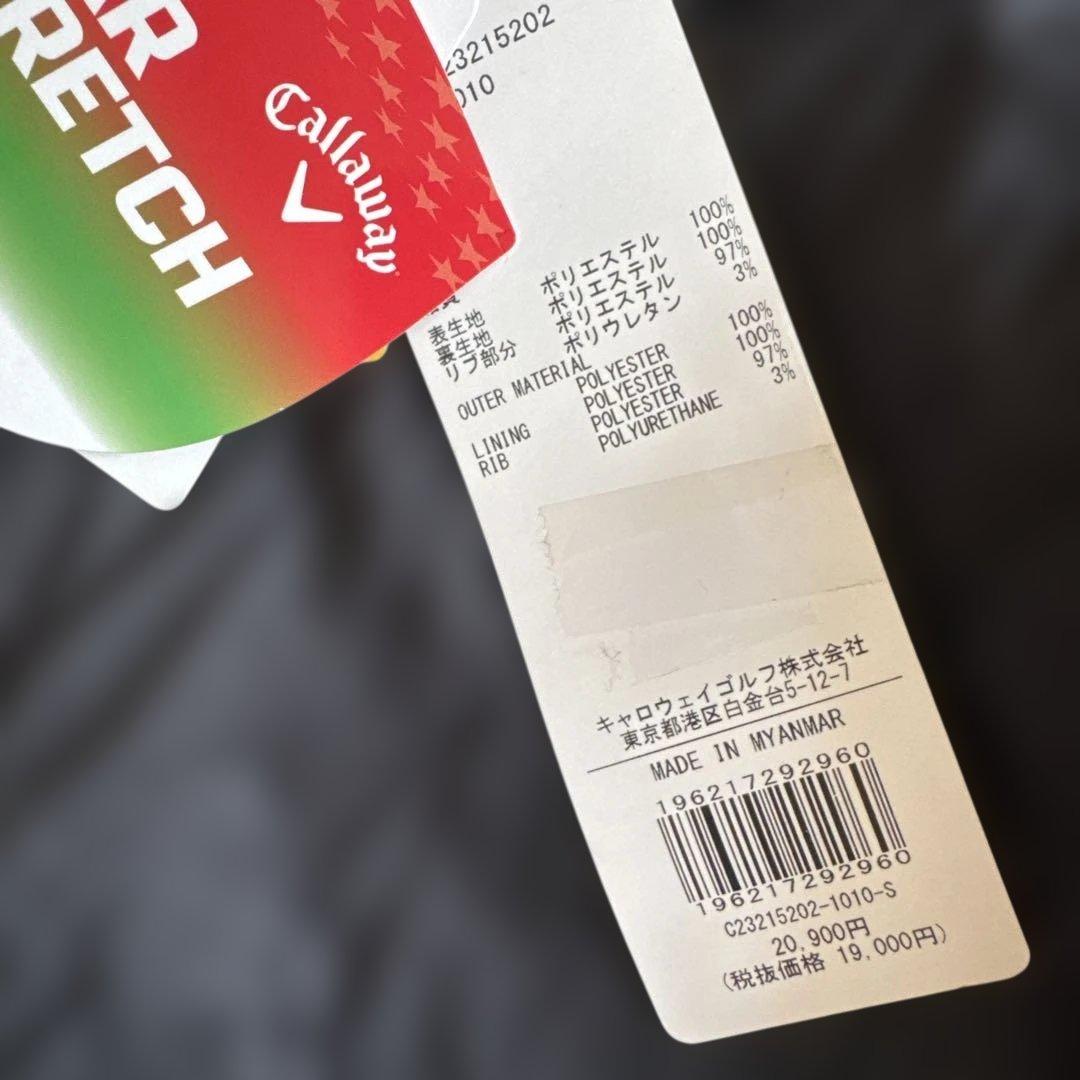 RETCH
Callaway
23215202
010
表生地 ポリエステル 100%
裏生地 ポリエステル 100%
リブ部分 ポリエステル 97%
ポリウレタン 3%
OUTER MATERIAL
POLYESTER 100%
LINING POLYESTER 100%
RIB POLYESTER 97%
POLYURETHANE 3%
キャロウェイゴルフ株式会社
東京都港区白金台5-12-7
MADE IN MYANMAR
196217292960
196217292960
C23215202-1010-S
20,900円
(税抜価格 19,000円)